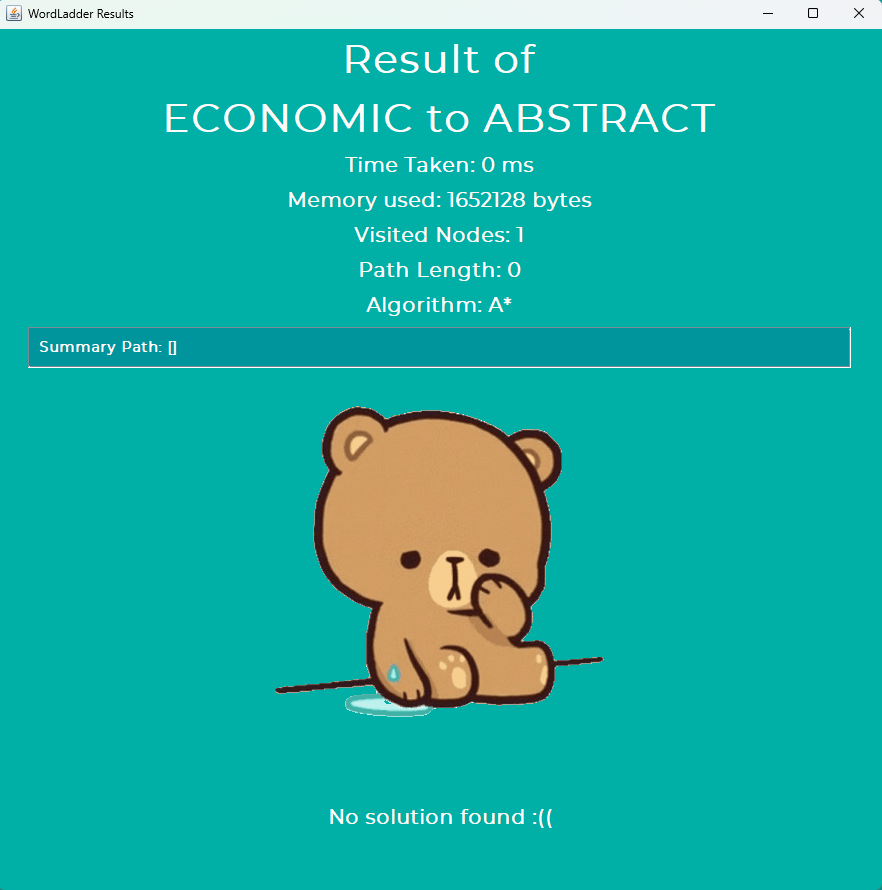 WordLadder Results
Result of
ECONOMIC to ABSTRACT
Time Taken: 0 ms
Memory used: 1652128 bytes
Visited Nodes: 1
Path Length: 0
Algorithm: A*
Summary Path: []
No solution found :((